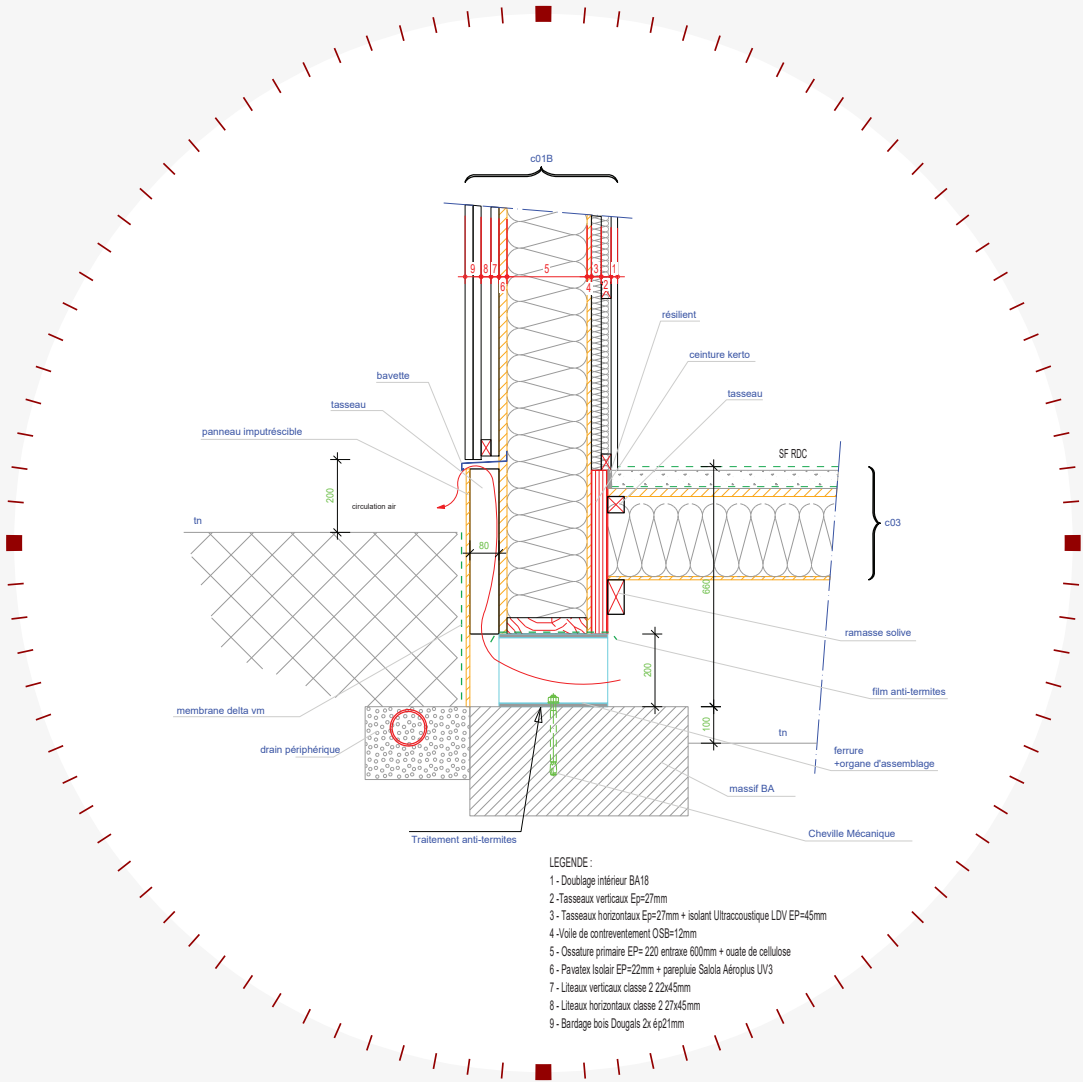 c01B
9 8 7 6 5 4 3 2 1
résilient
ceinture kerto
bavette
tasseau
tasseau
panneau imputréscible
SF RDC
200
circulation air
tn
c03
80
660
ramasse solive
200
film anti-termites
membrane delta vm
100
tn
drain périphérique
ferrure
+organe d'assemblage
massif BA
Traitement anti-termites
Cheville Mécanique
LEGENDE :
1 - Doublage intérieur BA18
2 -Tasseaux verticaux Ep=27mm
3 - Tasseaux horizontaux Ep=27mm + isolant Ultraccoustique LDV EP=45mm
4 -Voile de contreventement OSB=12mm
5 - Ossature primaire EP= 220 entraxe 600mm + ouate de cellulose
6 - Pavatex Isolair EP=22mm + parepluie Salola Aéroplus UV3
7 - Liteaux verticaux classe 2 22x45mm
8 - Liteaux horizontaux classe 2 27x45mm
9 - Bardage bois Dougals 2x ép21mm